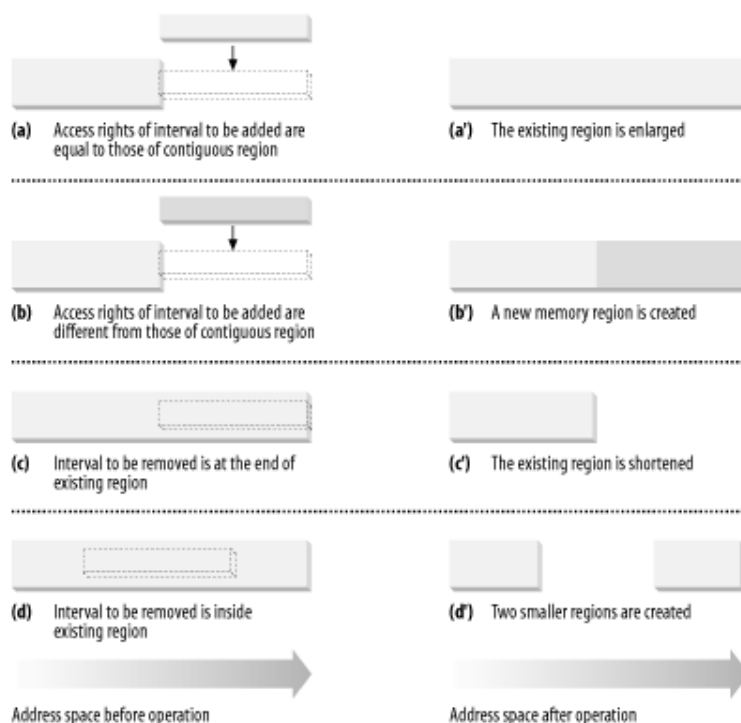 (a) Access rights of interval to be added are
equal to those of contiguous region
(a') The existing region is enlarged
(b) Access rights of interval to be added are
different from those of contiguous region
(b') A new memory region is created
(c) Interval to be removed is at the end of
existing region
(c') The existing region is shortened
(d) Interval to be removed is inside
existing region
(d') Two smaller regions are created
Address space before operation
Address space after operation